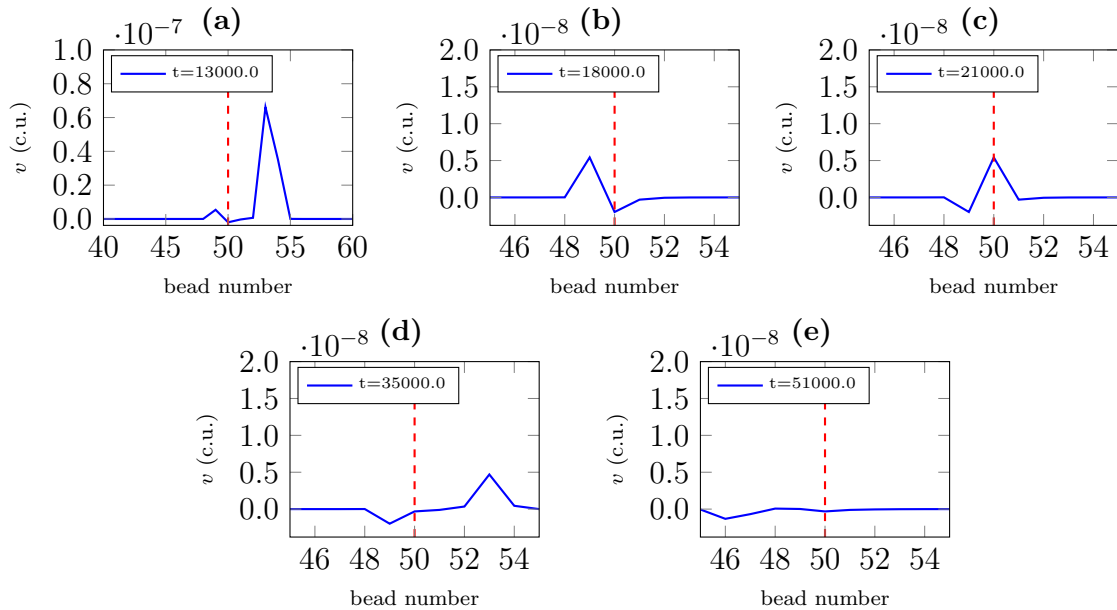 (a)
·10⁻⁷
1.0
0.8
0.6
0.4
0.2
0.0
40 45 50 55 60
v (c.u.)
bead number
t=13000.0
(b)
·10⁻⁸
2.0
1.5
1.0
0.5
0.0
46 48 50 52 54
v (c.u.)
bead number
t=18000.0
(c)
·10⁻⁸
2.0
1.5
1.0
0.5
0.0
46 48 50 52 54
v (c.u.)
bead number
t=21000.0
(d)
·10⁻⁸
2.0
1.5
1.0
0.5
0.0
46 48 50 52 54
v (c.u.)
bead number
t=35000.0
(e)
·10⁻⁸
2.0
1.5
1.0
0.5
0.0
46 48 50 52 54
v (c.u.)
bead number
t=51000.0